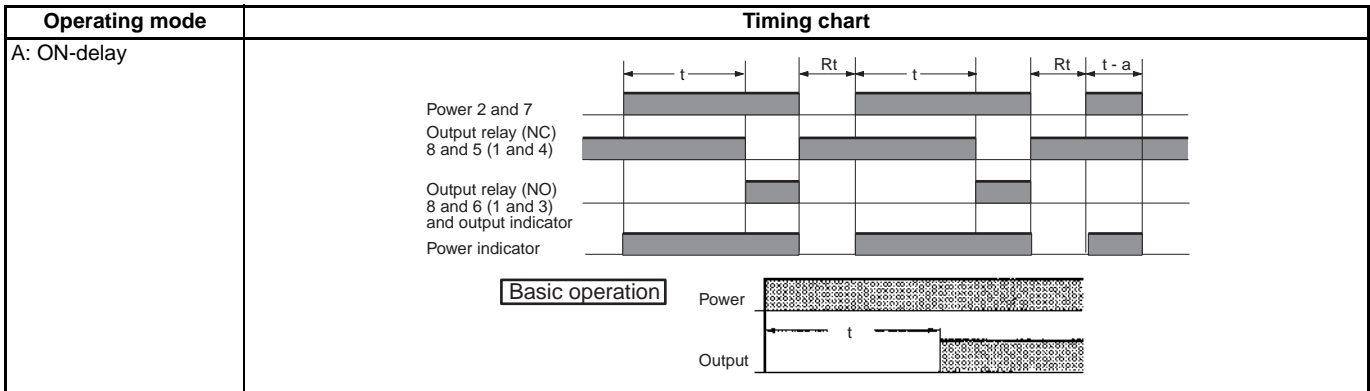 Operating mode
Timing chart
A: ON-delay
t
Rt
t
Rt
t - a
Power 2 and 7
Output relay (NC)
8 and 5 (1 and 4)
Output relay (NO)
8 and 6 (1 and 3)
and output indicator
Power indicator
Basic operation
Power
t
Output